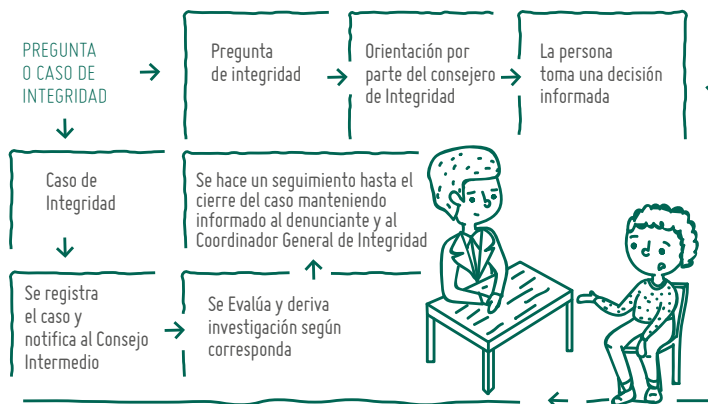 PREGUNTA
O CASO DE
INTEGRIDAD
Pregunta
de integridad
Orientación por
parte del consejero
de Integridad
La persona
toma una decisión
informada
Caso de
Integridad
Se hace un seguimiento hasta el
cierre del caso manteniendo
informado al denunciante y al
Coordinador General de Integridad
Se registra
el caso y
notifica al Consejo
Intermedio
Se Evalúa y deriva
investigación según
corresponda